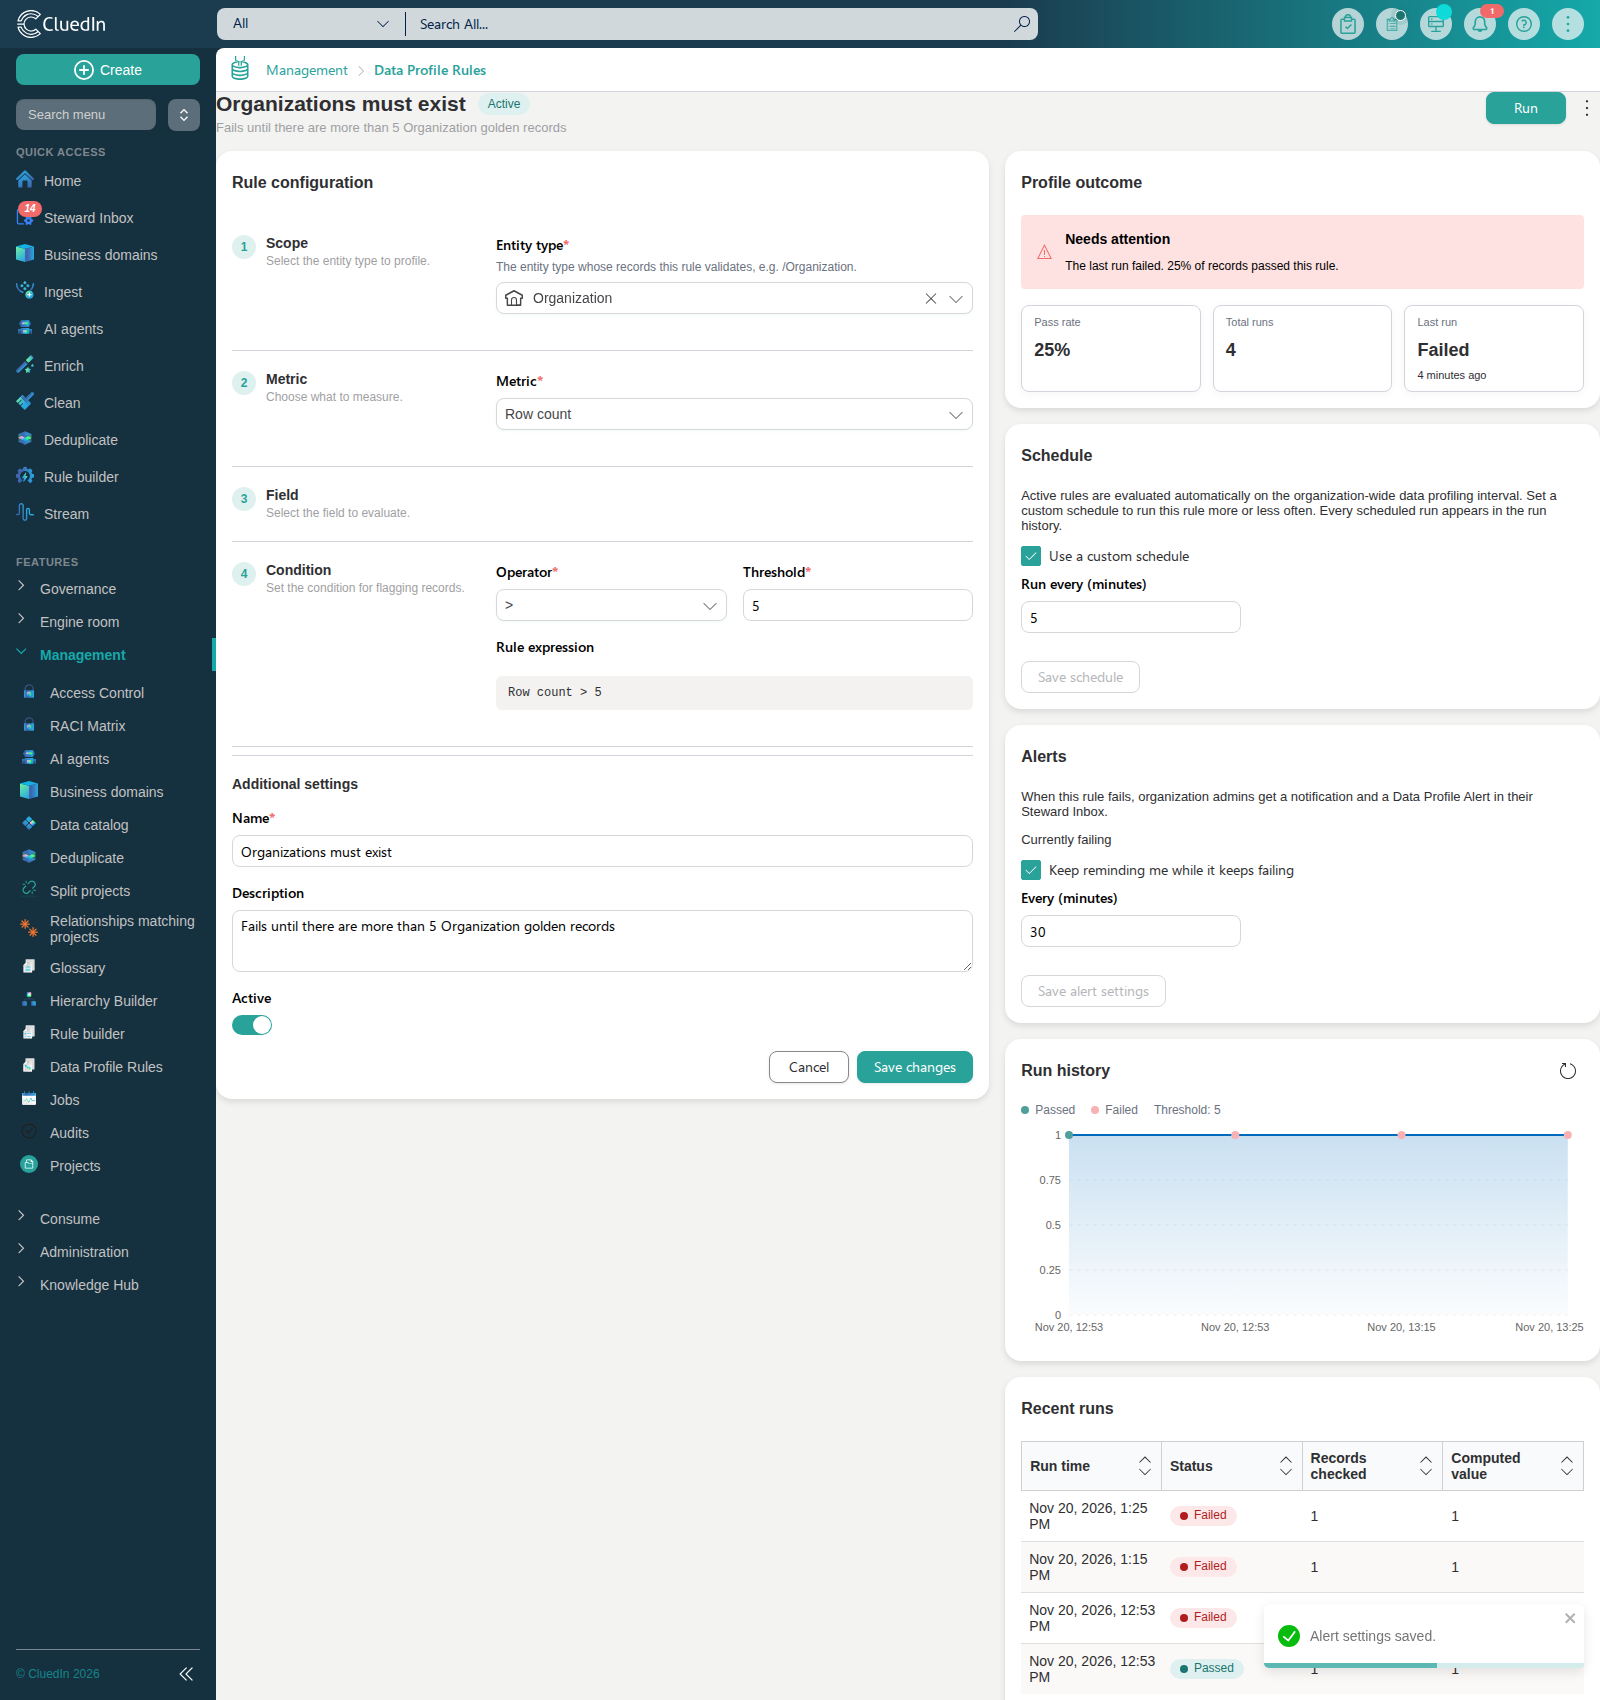 CluedIn
All
Search All...
1
Create
Search menu
QUICK ACCESS
Home
14
Steward Inbox
Business domains
Ingest
AI agents
Enrich
Clean
Deduplicate
Rule builder
Stream
FEATURES
Governance
Engine room
Management
Access Control
RACI Matrix
AI agents
Business domains
Data catalog
Deduplicate
Split projects
Relationships matching
projects
Glossary
Hierarchy Builder
Rule builder
Data Profile Rules
Jobs
Audits
Projects
Consume
Administration
Knowledge Hub
© CluedIn 2026
Management
Data Profile Rules
Organizations must exist
Active
Fails until there are more than 5 Organization golden records
Run
Rule configuration
1
Scope
Select the entity type to profile.
Entity type*
The entity type whose records this rule validates, e.g. /Organization.
Organization
2
Metric
Choose what to measure.
Metric*
Row count
3
Field
Select the field to evaluate.
4
Condition
Set the condition for flagging records.
Operator*
>
Threshold*
5
Rule expression
Row count > 5
Additional settings
Name*
Organizations must exist
Description
Fails until there are more than 5 Organization golden records
Active
Cancel
Save changes
Profile outcome
Needs attention
The last run failed. 25% of records passed this rule.
Pass rate
25%
Total runs
4
Last run
Failed
4 minutes ago
Schedule
Active rules are evaluated automatically on the organization-wide data profiling interval. Set a
custom schedule to run this rule more or less often. Every scheduled run appears in the run
history.
Use a custom schedule
Run every (minutes)
5
Save schedule
Alerts
When this rule fails, organization admins get a notification and a Data Profile Alert in their
Steward Inbox.
Currently failing
Keep reminding me while it keeps failing
Every (minutes)
30
Save alert settings
Run history
Passed
Failed
Threshold: 5
1
0.75
0.5
0.25
0
Nov 20, 12:53
Nov 20, 12:53
Nov 20, 13:15
Nov 20, 13:25
Recent runs
Run time
Status
Records
checked
Computed
value
Nov 20, 2026, 1:25
PM
Failed
1
1
Nov 20, 2026, 1:15
PM
Failed
1
1
Nov 20, 2026, 12:53
PM
Failed
Nov 20, 2026, 12:53
PM
Passed
1
1
Alert settings saved.